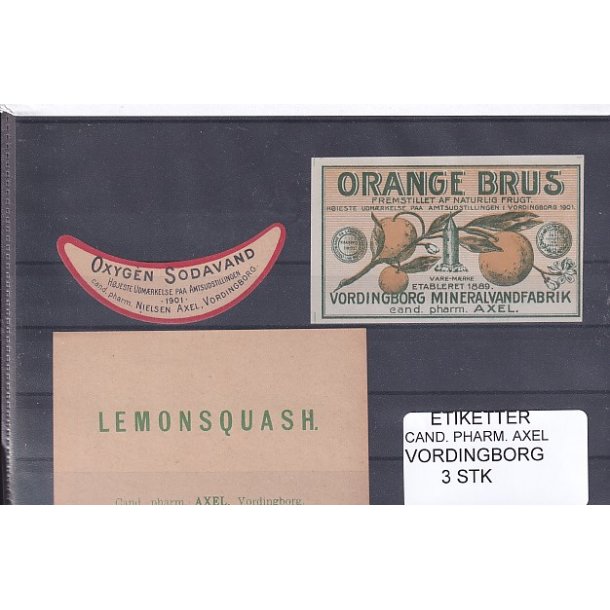 OXYGEN SODAVAND
HØJESTE UDMÆRKELSE PAA AMTSUDSTILLINGEN
· 1901 ·
cand. pharm. NIELSEN AXEL, VORDINGBORG.
ORANGE BRUS
FREMSTILLET AF NATURLIG FRUGT.
HØIESTE UDMÆRKELSE PAA AMTSUDSTILLINGEN I VORDINGBORG 1901.
VARE-MÆRKE
ETABLERET 1889.
VORDINGBORG MINERALVANDFABRIK
cand. pharm. AXEL.
LEMONSQUASH.
Cand. pharm. AXEL, Vordingborg.
ETIKETTER
CAND. PHARM. AXEL
VORDINGBORG
3 STK